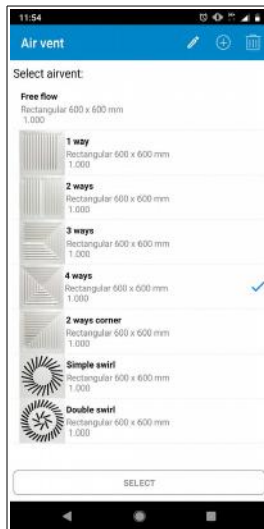 11:54
Air vent
Select airvent:
Free flow
Rectangular 600 x 600 mm
1.000
1 way
Rectangular 600 x 600 mm
1.000
2 ways
Rectangular 600 x 600 mm
1.000
3 ways
Rectangular 600 x 600 mm
1.000
4 ways
Rectangular 600 x 600 mm
1.000
2 ways corner
Rectangular 600 x 600 mm
1.000
Simple swirl
Rectangular 600 x 600 mm
1.000
Double swirl
Rectangular 600 x 600 mm
1.000
SELECT